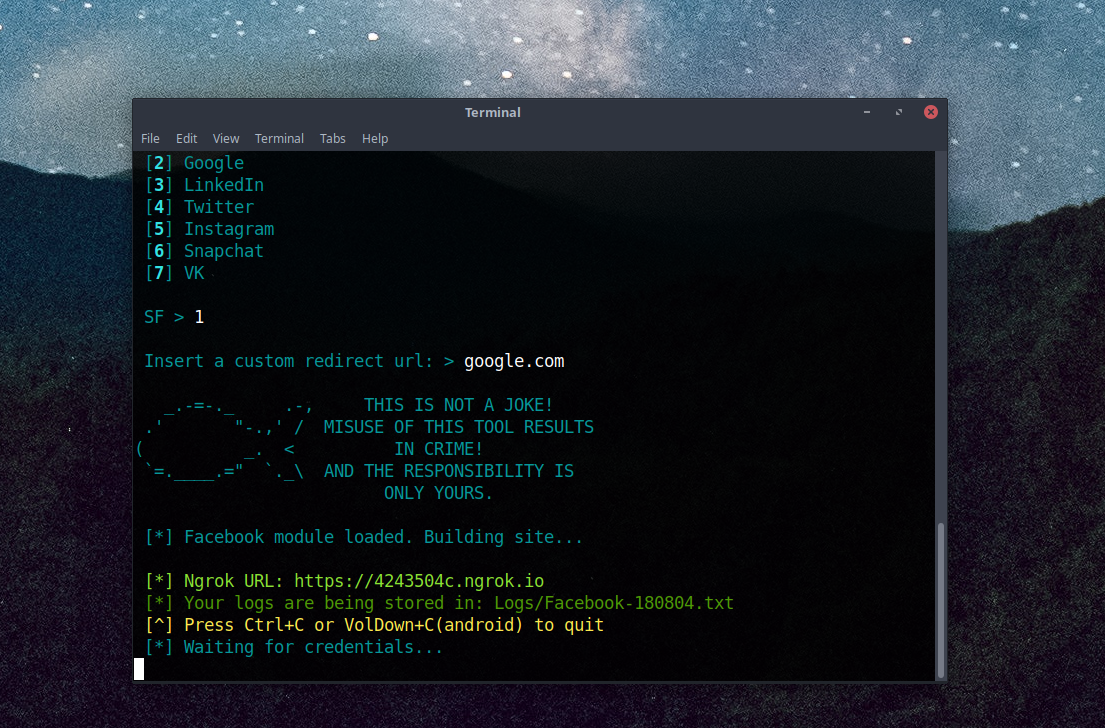 Terminal
File Edit View Terminal Tabs Help
[2] Google
[3] LinkedIn
[4] Twitter
[5] Instagram
[6] Snapchat
[7] VK
SF > 1
Insert a custom redirect url: > google.com
THIS IS NOT A JOKE!
MISUSE OF THIS TOOL RESULTS
IN CRIME!
AND THE RESPONSIBILITY IS
ONLY YOURS.
[*] Facebook module loaded. Building site...
[*] Ngrok URL: https://4243504c.ngrok.io
[*] Your logs are being stored in: Logs/Facebook-180804.txt
[^] Press Ctrl+C or VolDown+C(android) to quit
[*] Waiting for credentials...